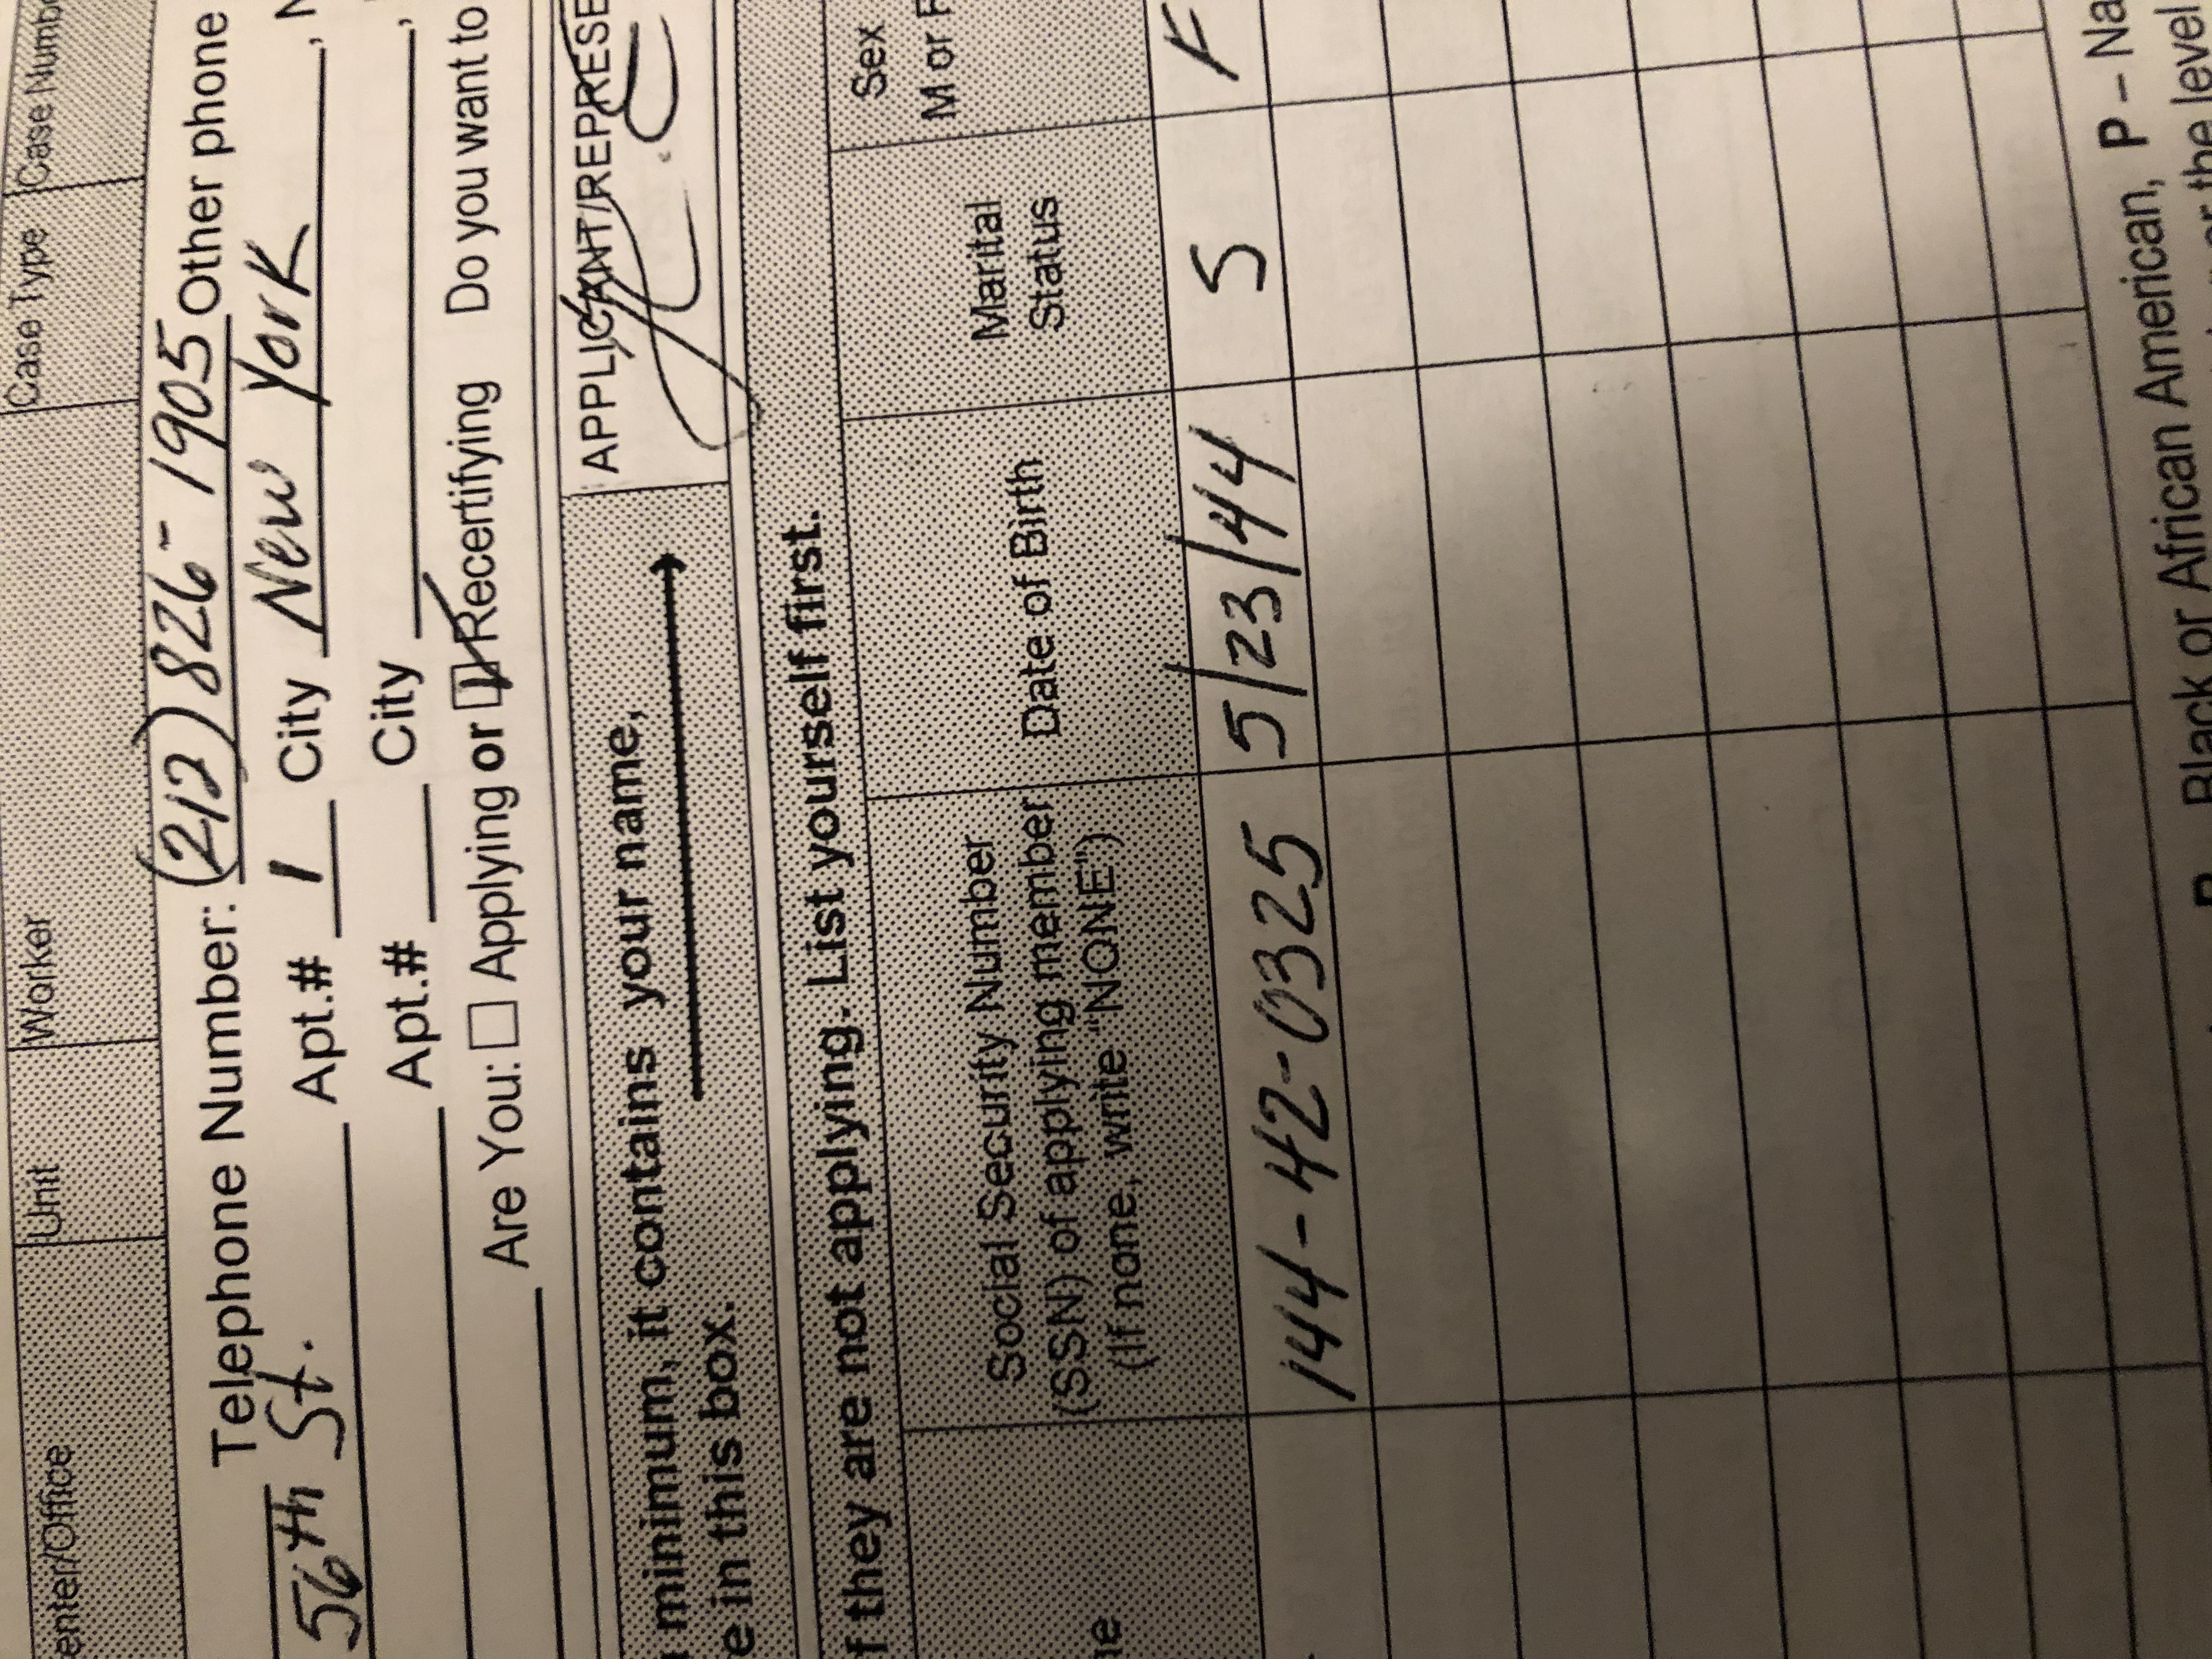 enter/Office Unit Worker Case Type Case Numbe
Telephone Number: (212) 826-1905 Other phone
56th St. Apt.# 1 City New York, N
Apt.# City ,
Are You: Applying or Recertifying Do you want to
minimum, it contains your name, APPLICANT/REPRESE
e in this box.
f they are not applying. List yourself first.
Social Security Number
(SSN) of applying member
(If none, write "NONE")
Date of Birth
Marital
Status
Sex
M or F
144-42-0325 5/23/44 S F
Black or African American, P – Na
or the level